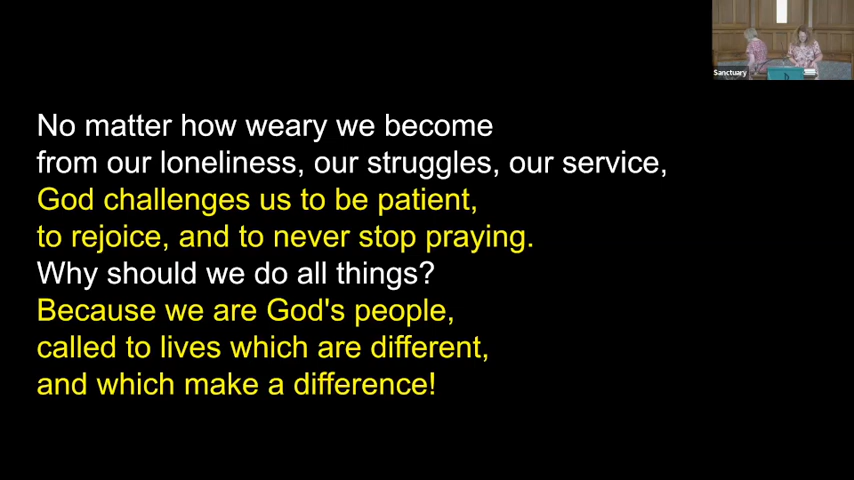 Sanctuary
No matter how weary we become
from our loneliness, our struggles, our service,
God challenges us to be patient,
to rejoice, and to never stop praying.
Why should we do all things?
Because we are God's people,
called to lives which are different,
and which make a difference!